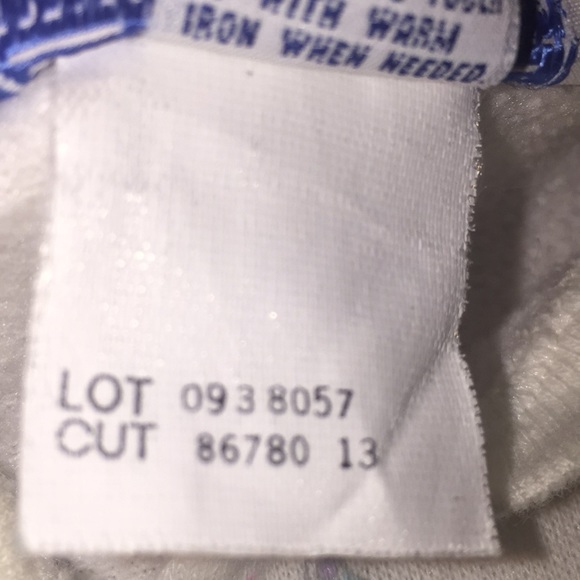 WITH WARM
IRON WHEN NEEDED
LOT 0938057
CUT 86780 13